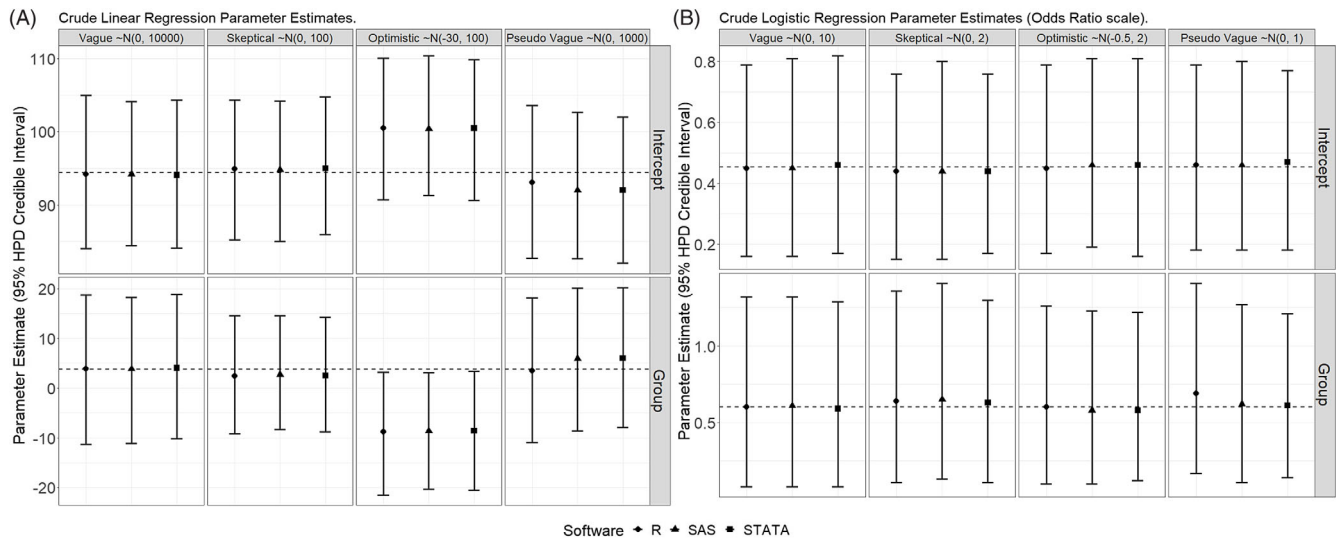 (A)
Crude Linear Regression Parameter Estimates.
Vague ~N(0, 10000)
Skeptical ~N(0, 100)
Optimistic ~N(-30, 100)
Pseudo Vague ~N(0, 1000)
Parameter Estimate (95% HPD Credible Interval)
110
100
90
Intercept
20
10
0
-10
-20
Group
(B)
Crude Logistic Regression Parameter Estimates (Odds Ratio scale).
Vague ~N(0, 10)
Skeptical ~N(0, 2)
Optimistic ~N(-0.5, 2)
Pseudo Vague ~N(0, 1)
Parameter Estimate (95% HPD Credible Interval)
0.8
0.6
0.4
0.2
Intercept
1.0
0.5
Group
Software R SAS STATA